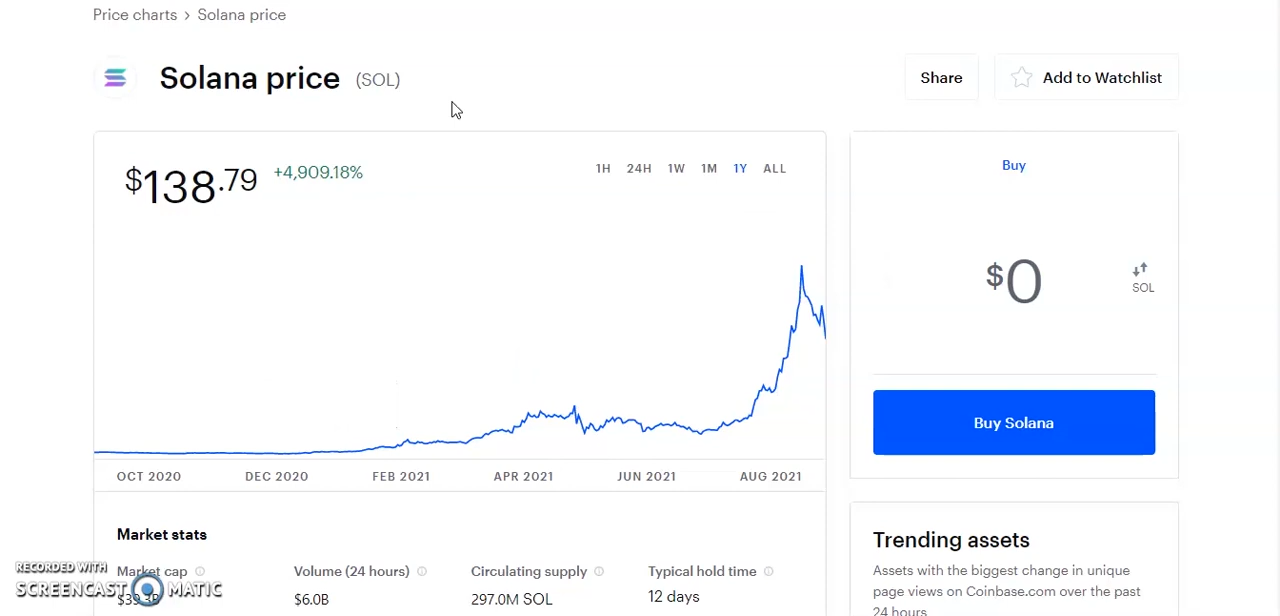 Price charts › Solana price
Solana price (SOL)
Share
Add to Watchlist
$138.79 +4,909.18%
1H 24H 1W 1M 1Y ALL
Buy
$0
SOL
Buy Solana
OCT 2020 DEC 2020 FEB 2021 APR 2021 JUN 2021 AUG 2021
Market stats
Market cap Volume (24 hours) Circulating supply Typical hold time
$6.0B 297.0M SOL 12 days
Trending assets
Assets with the biggest change in unique
page views on Coinbase.com over the past
24 hours
RECORDED WITH
SCREENCAST MATIC